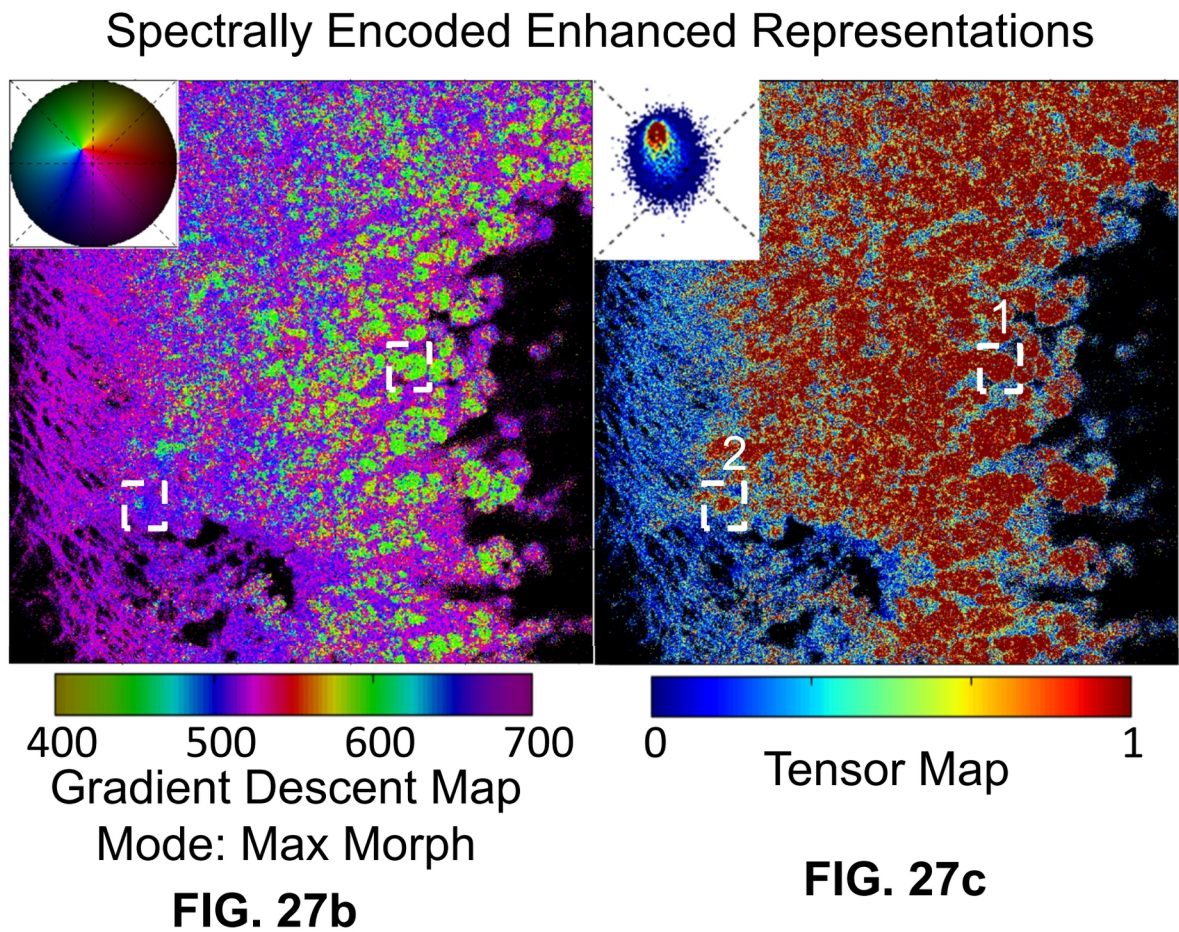 Spectrally Encoded Enhanced Representations
1
2
400 500 600 700
Gradient Descent Map
Mode: Max Morph
FIG. 27b
0 1
Tensor Map
FIG. 27c